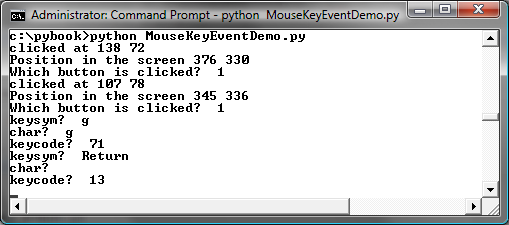 Administrator: Command Prompt - python  MouseKeyEventDemo.py
c:\pybook>python MouseKeyEventDemo.py
clicked at 138 72
Position in the screen 376 330
Which button is clicked?  1
clicked at 107 78
Position in the screen 345 336
Which button is clicked?  1
keysym?  g
char?  g
keycode?  71
keysym?  Return
char?
keycode?  13